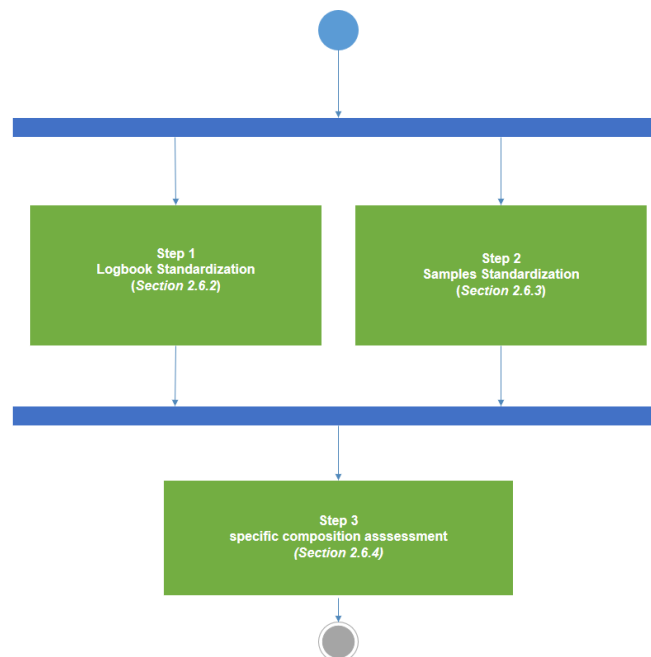 Step 1
Logbook Standardization
(Section 2.6.2)
Step 2
Samples Standardization
(Section 2.6.3)
Step 3
specific composition asssessment
(Section 2.6.4)